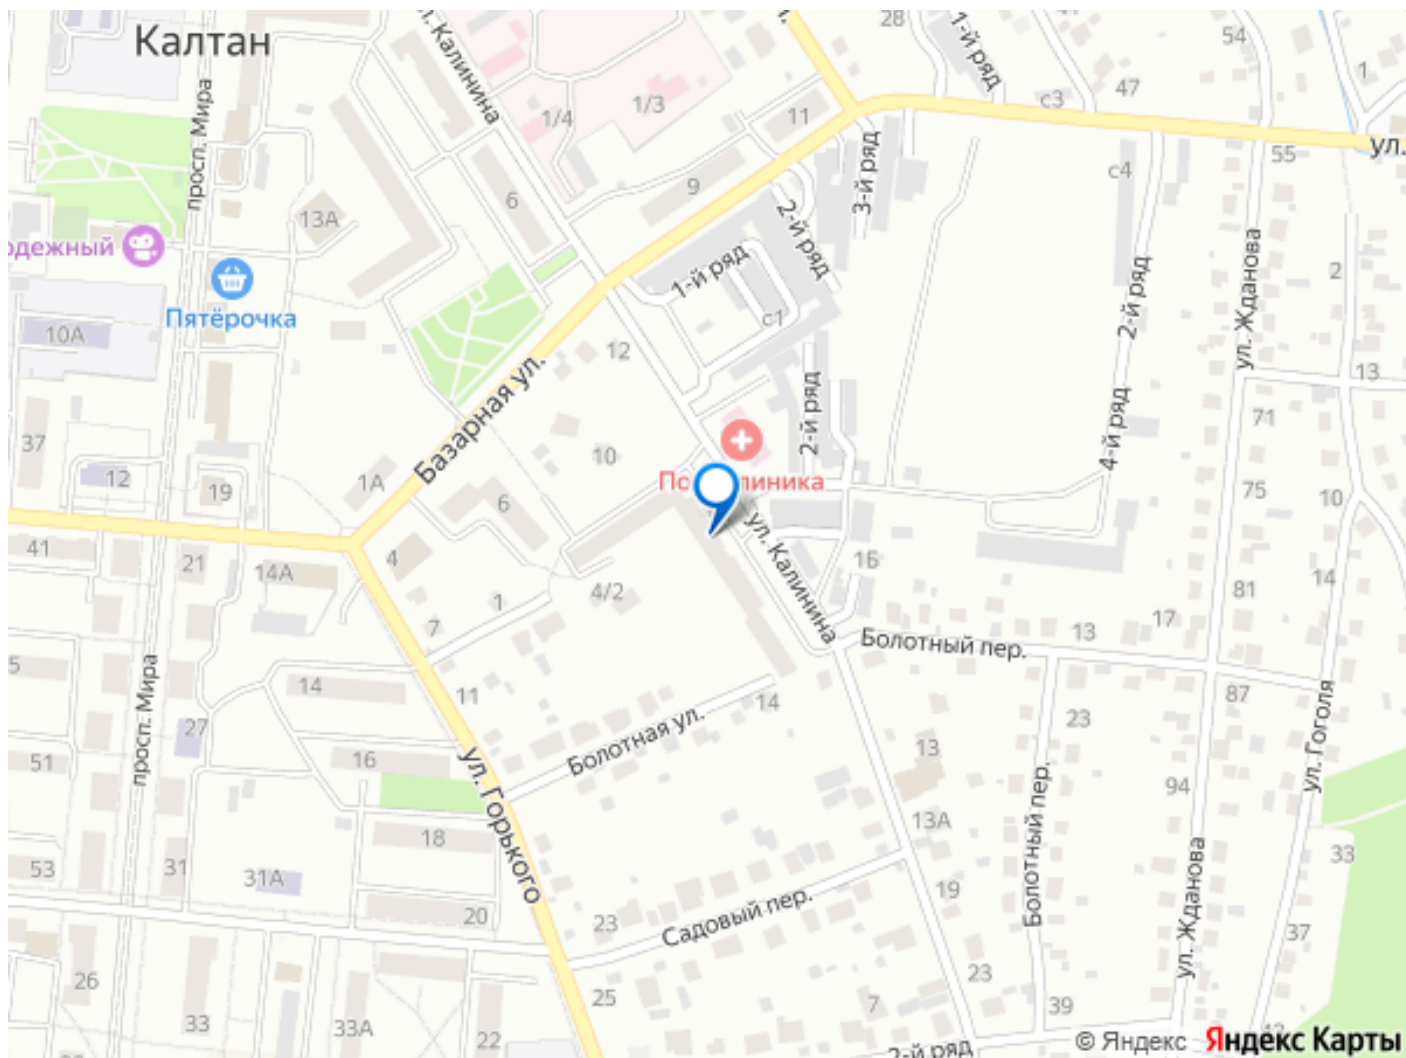 Калтан
просп. Мира
л. Калинина
28
1-й ряд
54
1
47
с3
1/3
1/4
11
ул.
55
3-й ряд
с4
9
6
13А
2-й ряд
одежный
1-й ряд
ул. Жданова
2
Пятёрочка
с1
2-й ряд
10А
12
13
Базарная ул.
2-й ряд
71
4-й ряд
37
10
12
19
1А
6
75
10
ул. Калинина
41
21
14А
4
4/2
1
1Б
81
14
7
17
13
Болотный пер.
5
просп. Мира
14
11
14
87
ул. Гоголя
23
27
Болотная ул.
13
51
16
ул. Горького
94
Болотный пер.
13А
18
33
53
31
31А
19
ул. Жданова
20
23
Садовый пер.
37
26
25
23
7
39
33
33А
22
2-й ряд
© Яндекс
Яндекс Карты